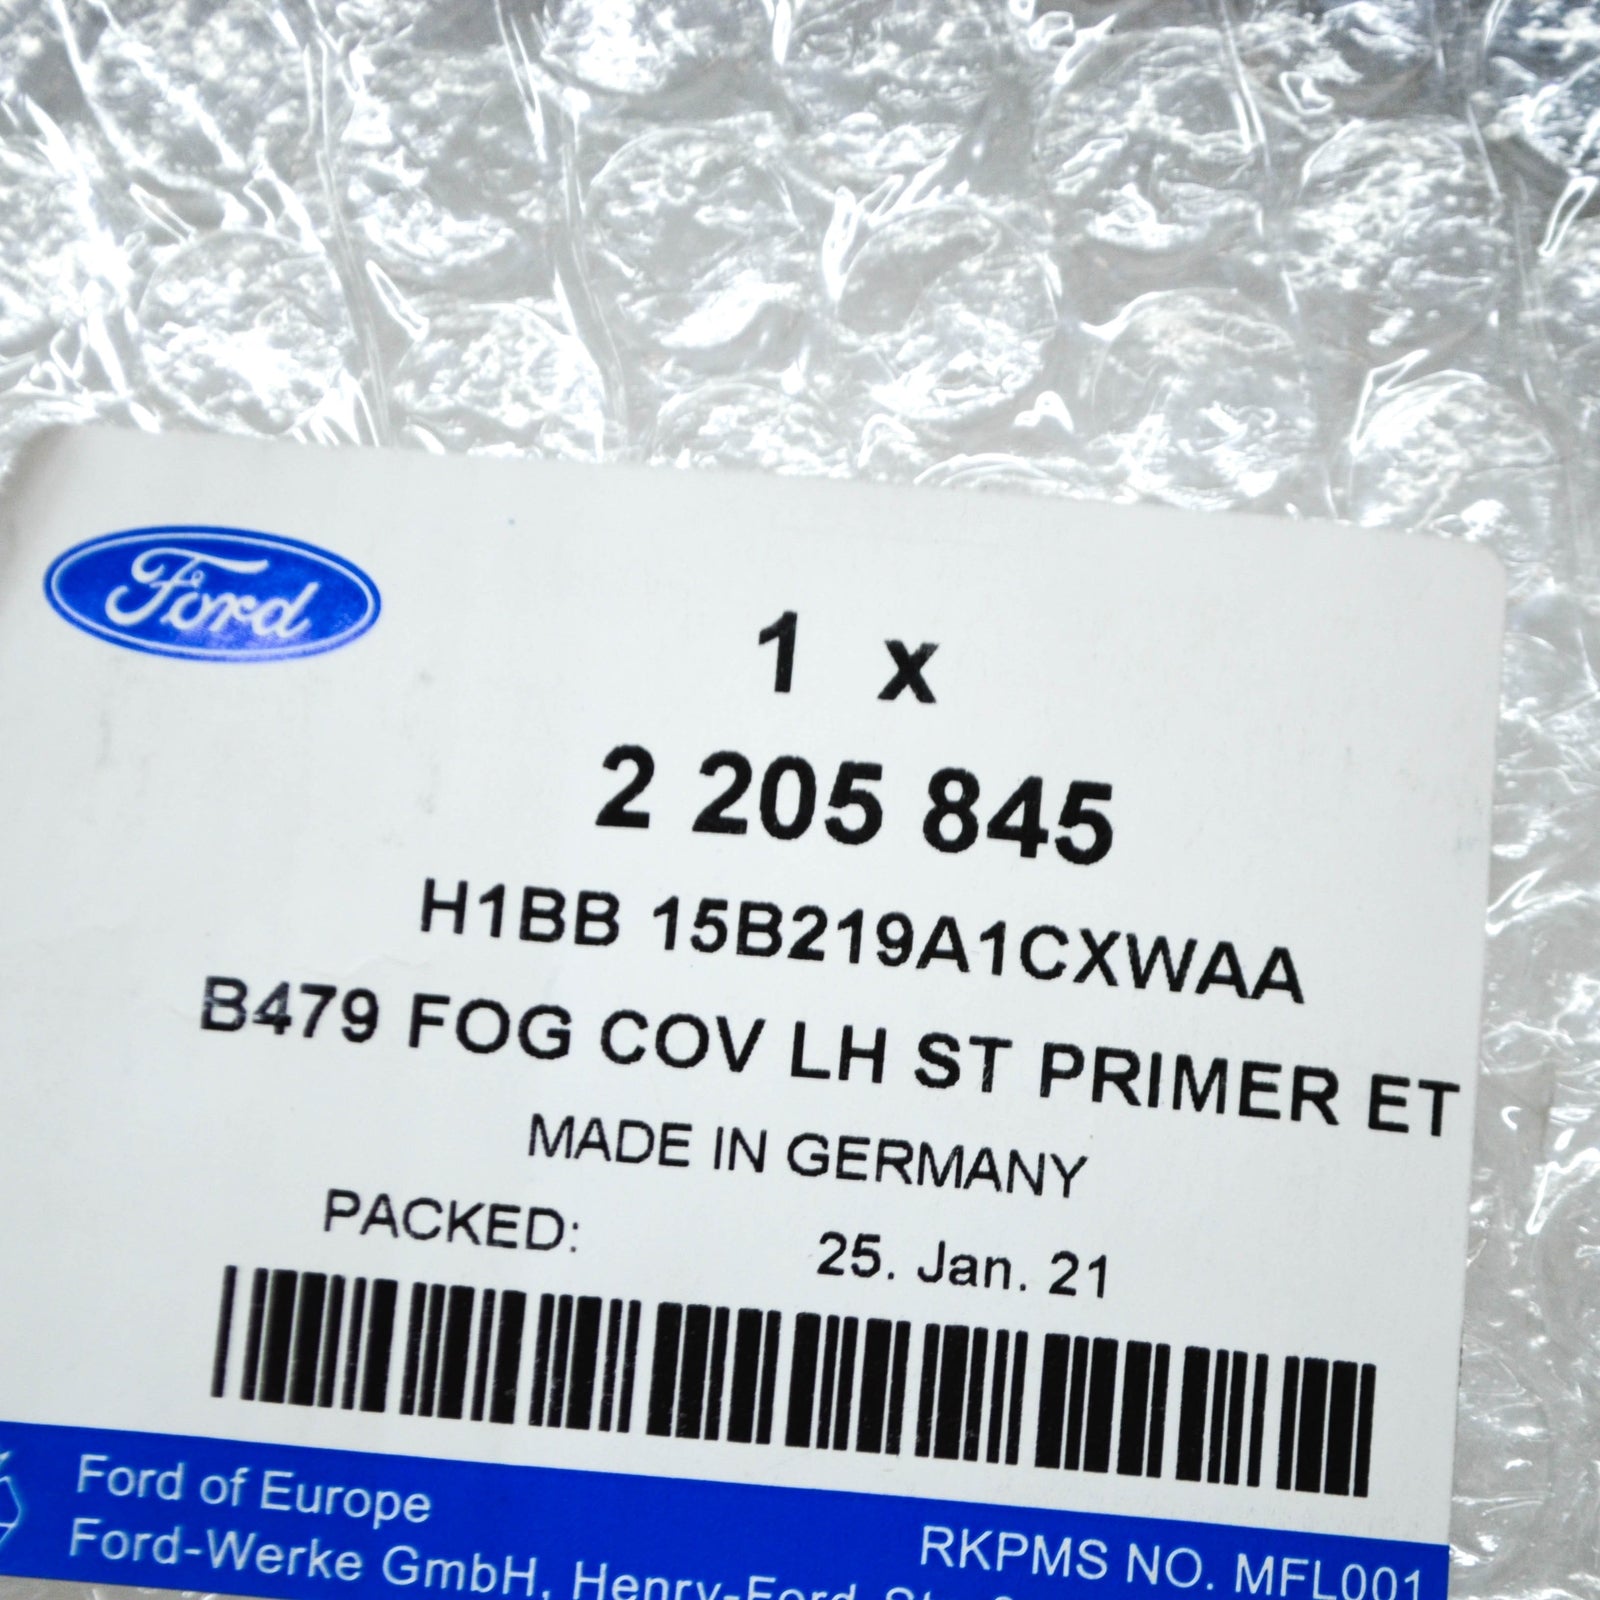 Ford
1 x
2 205 845
H1BB 15B219A1CXWAA
B479 FOG COV LH ST PRIMER ET
MADE IN GERMANY
PACKED: 25. Jan. 21
Ford of Europe
RKPMS NO. MFL001
Ford-Werke GmbH, Henry-Ford